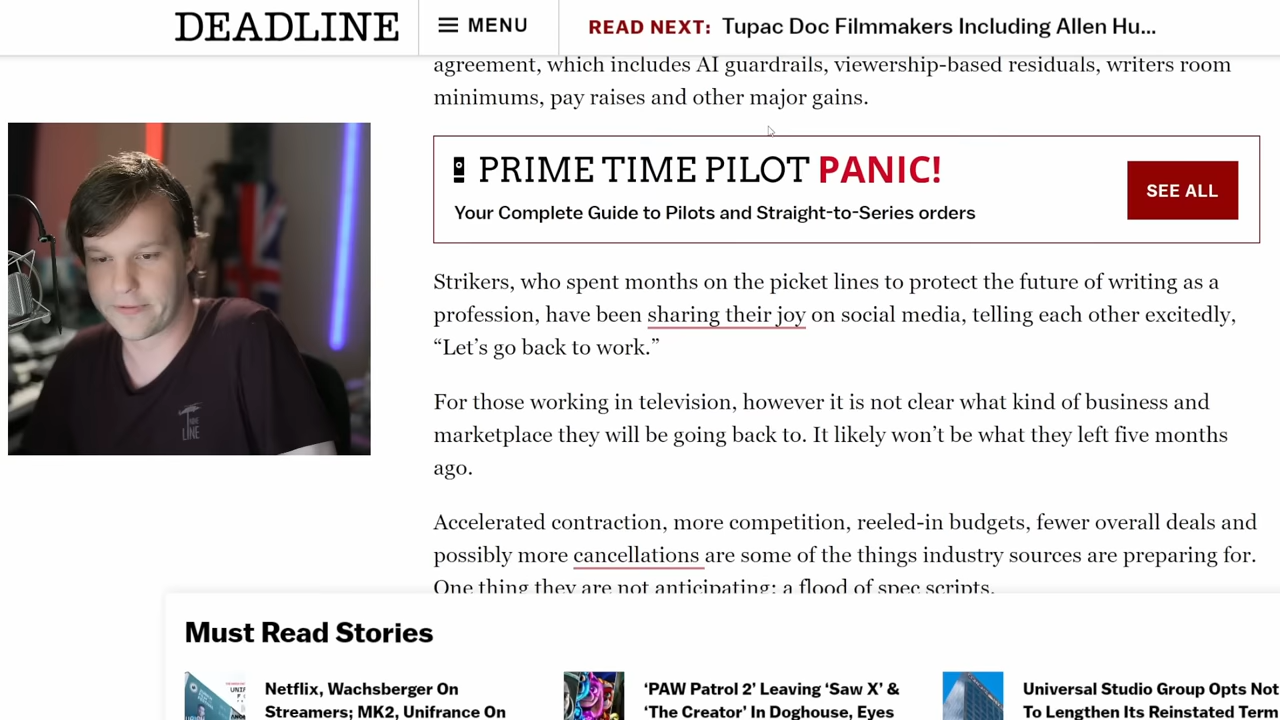 DEADLINE
MENU
READ NEXT: Tupac Doc Filmmakers Including Allen Hu...
agreement, which includes AI guardrails, viewership-based residuals, writers room
minimums, pay raises and other major gains.
PRIME TIME PILOT PANIC!
Your Complete Guide to Pilots and Straight-to-Series orders
SEE ALL
Strikers, who spent months on the picket lines to protect the future of writing as a
profession, have been sharing their joy on social media, telling each other excitedly,
“Let’s go back to work.”
For those working in television, however it is not clear what kind of business and
marketplace they will be going back to. It likely won’t be what they left five months
ago.
Accelerated contraction, more competition, reeled-in budgets, fewer overall deals and
possibly more cancellations are some of the things industry sources are preparing for.
One thing they are not anticipating: a flood of spec scripts.
Must Read Stories
Netflix, Wachsberger On
Streamers; MK2, Unifrance On
‘PAW Patrol 2’ Leaving ‘Saw X’ &
‘The Creator’ In Doghouse, Eyes
Universal Studio Group Opts Not
To Lengthen Its Reinstated Term